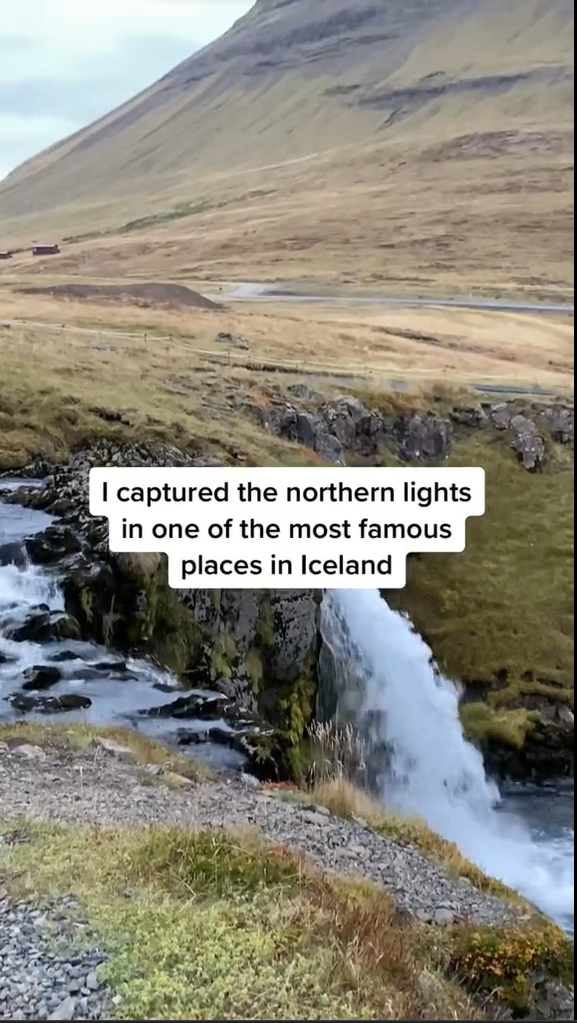 I captured the northern lights
in one of the most famous
places in Iceland